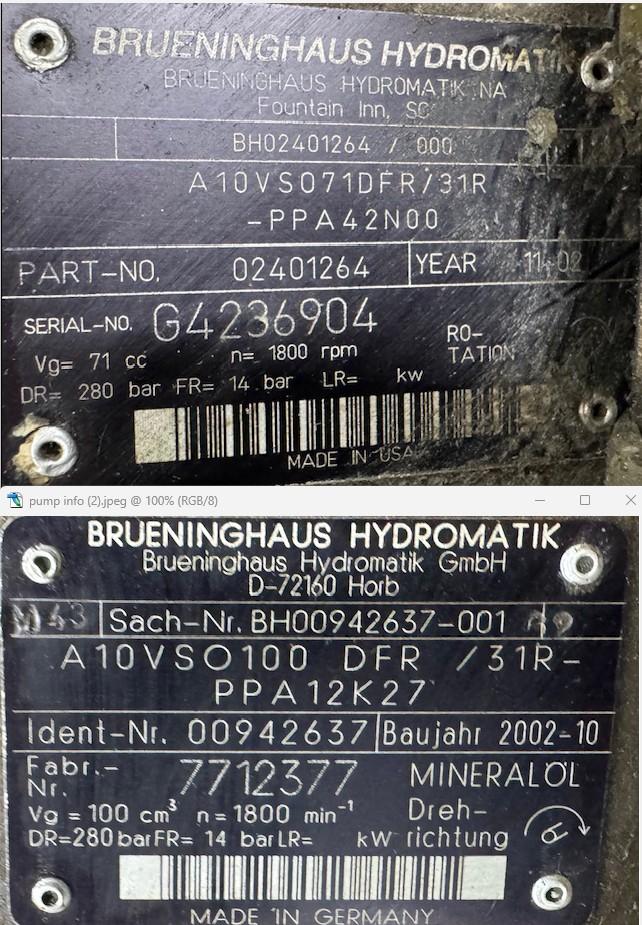 BRUENINGHAUS HYDROMATIK
BRUENINGHAUS HYDROMATIK NA
Fountain Inn, SC
BH02401264 / 000
A10VSO71DFR/31R
-PPA42N00
PART-NO. 02401264 YEAR 11-02
SERIAL-NO. G4236904
RO-
TATION
Vg= 71 cc n= 1800 rpm
DR= 280 bar FR= 14 bar LR= kw
MADE IN USA
pump info (2).jpeg @ 100% (RGB/8)
BRUENINGHAUS HYDROMATIK
Brueninghaus Hydromatik GmbH
D-72160 Horb
M43 Sach-Nr. BH00942637-001
A10VSO100 DFR /31R-
PPA12K27
Ident-Nr. 00942637 Baujahr 2002-10
Fabr.-
Nr. 7712377 MINERALÖL
Vg = 100 cm³ n = 1800 min⁻¹ Dreh-
DR=280 bar FR= 14 bar LR= kW richtung
MADE IN GERMANY